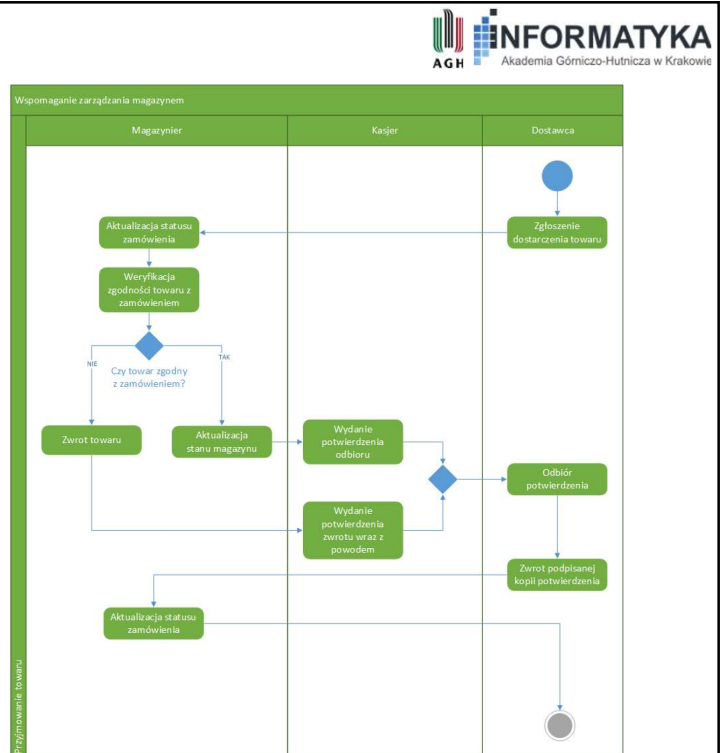 AGH
INFORMATYKA
Akademia Górniczo-Hutnicza w Krakowie
Wspomaganie zarządzania magazynem
Magazynier
Kasjer
Dostawca
Zgłoszenie
dostarczenia towaru
Aktualizacja statusu
zamówienia
Weryfikacja
zgodności towaru z
zamówieniem
NIE
TAK
Czy towar zgodny
z zamówieniem?
Zwrot towaru
Aktualizacja
stanu magazynu
Wydanie
potwierdzenia
odbioru
Wydanie
potwierdzenia
zwrotu wraz z
powodem
Odbiór
potwierdzenia
Zwrot podpisanej
kopii potwierdzenia
Aktualizacja statusu
zamówienia
Przyjmowanie towaru